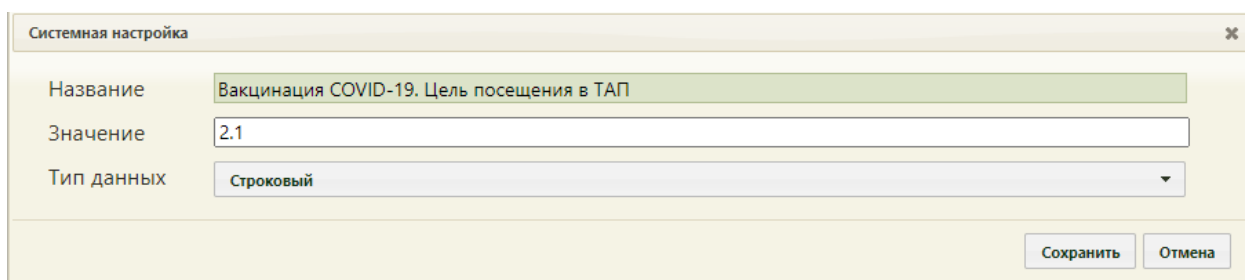 Системная настройка
Название Вакцинация COVID-19. Цель посещения в ТАП
Значение 2.1
Тип данных Строковый
Сохранить Отмена